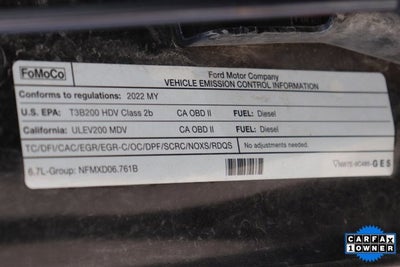 FoMoCo
Ford Motor Company
VEHICLE EMISSION CONTROL INFORMATION
Conforms to regulations: 2022 MY
U.S. EPA: T3B200 HDV Class 2b CA OBD II FUEL: Diesel
California: ULEV200 MDV CA OBD II FUEL: Diesel
TC/DFI/CAC/EGR/EGR-C/OC/DPF/SCRC/NOXS/RDQS No adjustments needed.
6.7L-Group: NFMXD06.761B
GES
CARFAX
1 OWNER